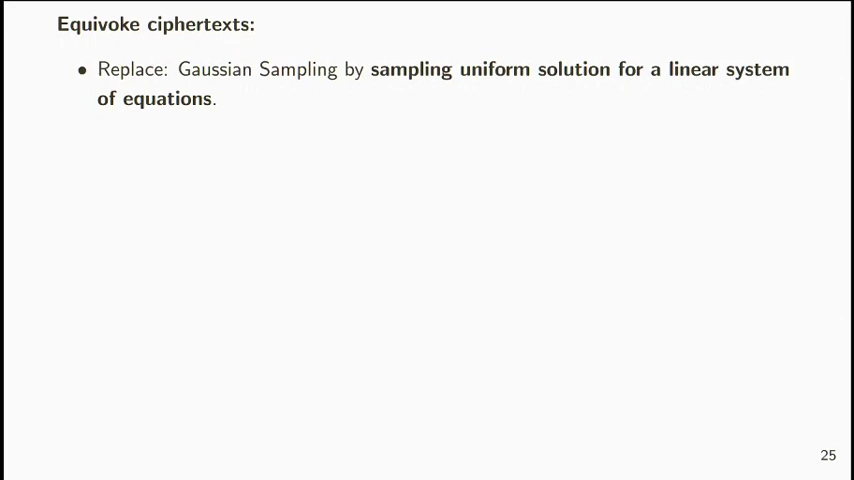 Equivoke ciphertexts:
• Replace: Gaussian Sampling by sampling uniform solution for a linear system
of equations.
25